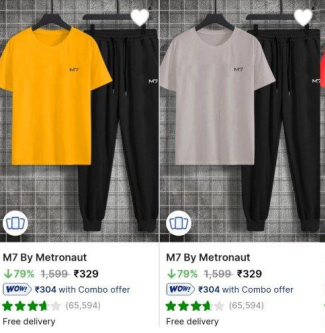 M7
M7
M7
M7
M7 By Metronaut
↓79% 1,599 ₹329
WOW! ₹304 with Combo offer
(65,594)
Free delivery
M7 By Metronaut
↓79% 1,599 ₹329
WOW! ₹304 with Combo offer
(65,594)
Free delivery